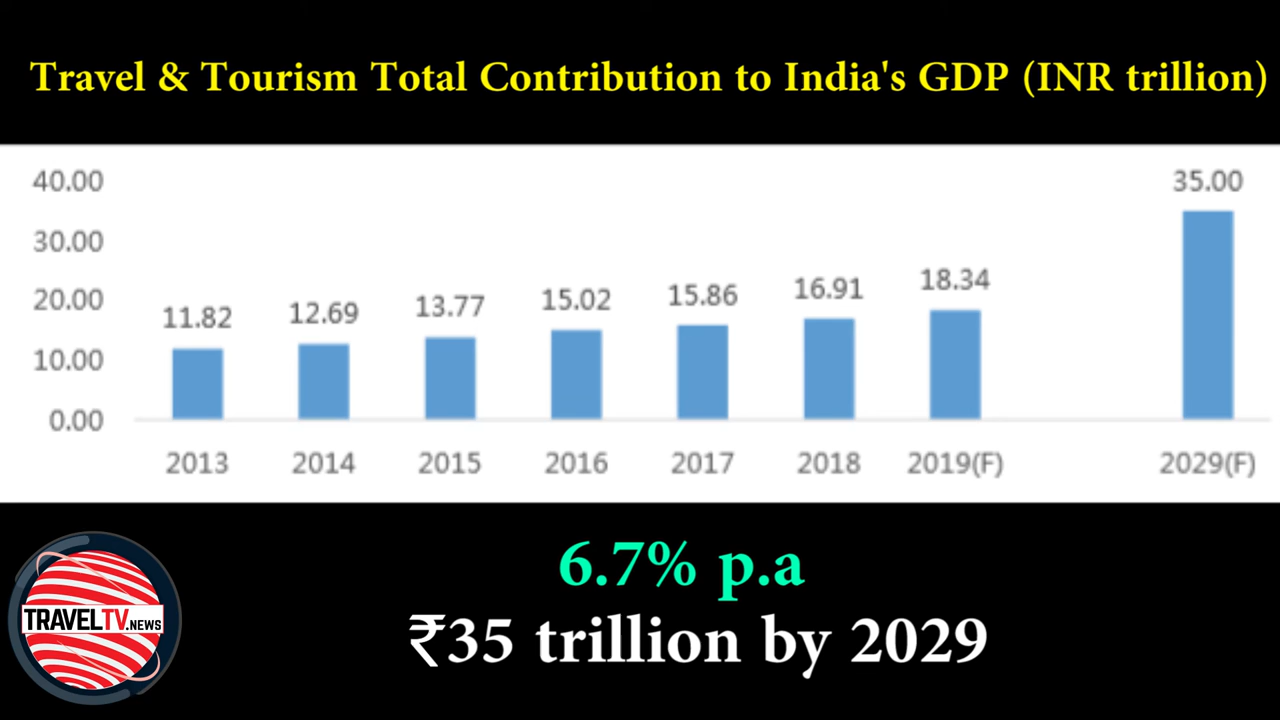 Travel & Tourism Total Contribution to India's GDP (INR trillion)
40.00
30.00
20.00
10.00
0.00
11.82
12.69
13.77
15.02
15.86
16.91
18.34
35.00
2013 2014 2015 2016 2017 2018 2019(F) 2029(F)
6.7% p.a
₹35 trillion by 2029
TRAVELTV.NEWS